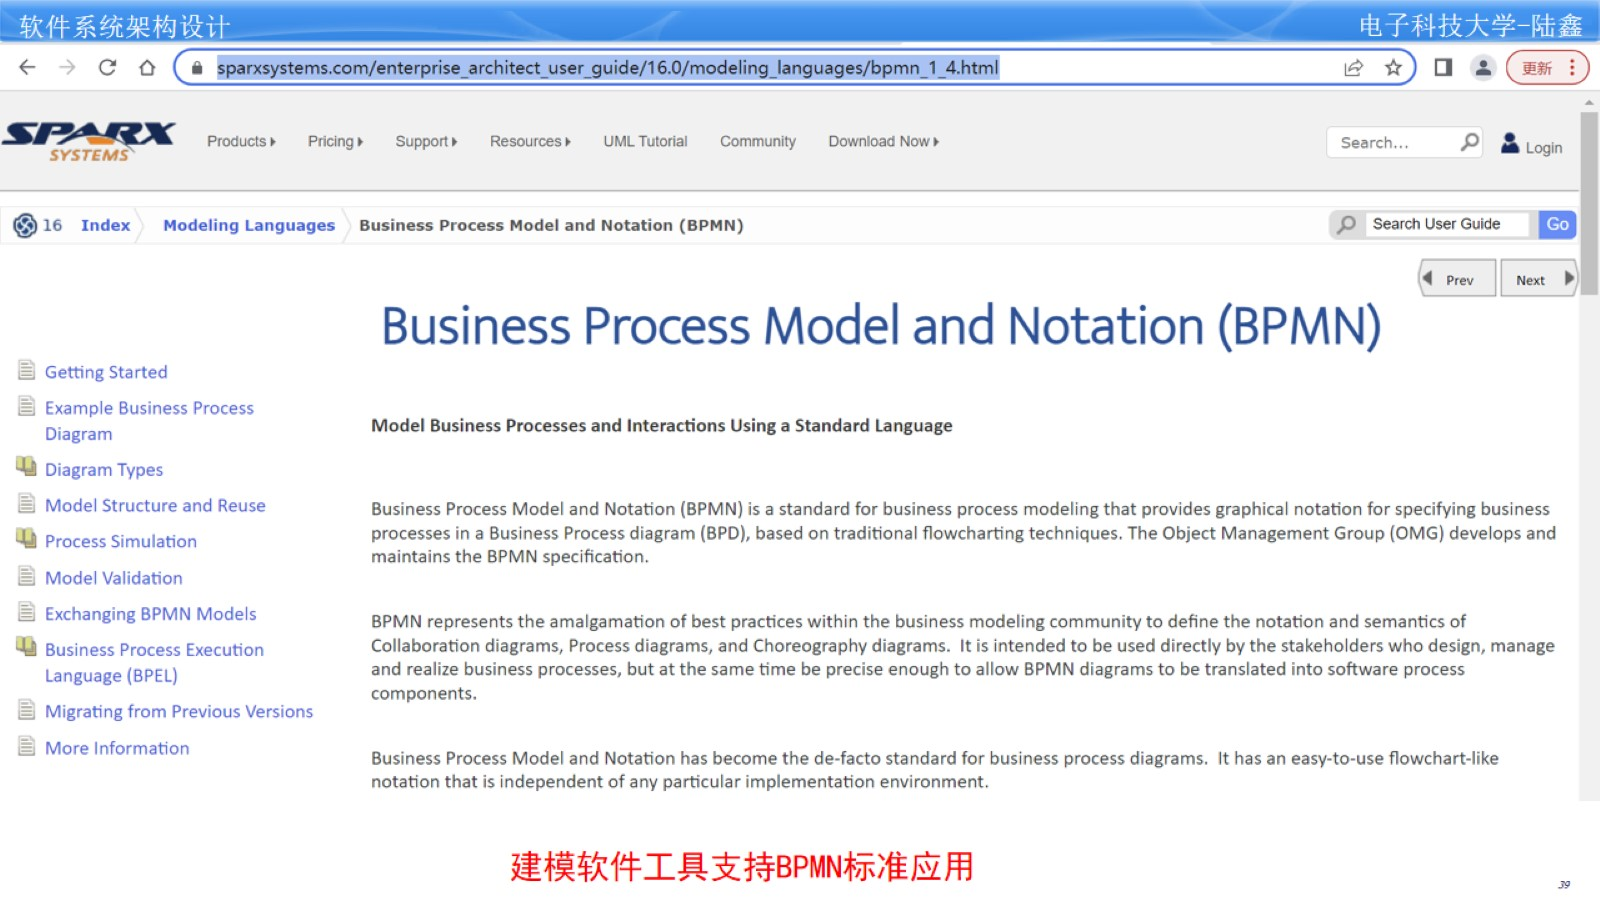 软件系统架构设计
电子科技大学-陆鑫
sparxsystems.com/enterprise_architect_user_guide/16.0/modeling_languages/bpmn_1_4.html
更新
SPARX
SYSTEMS
Products
Pricing
Support
Resources
UML Tutorial
Community
Download Now
Search...
Login
16
Index
Modeling Languages
Business Process Model and Notation (BPMN)
Search User Guide
Go
Prev
Next
Business Process Model and Notation (BPMN)
Getting Started
Example Business Process
Diagram
Diagram Types
Model Structure and Reuse
Process Simulation
Model Validation
Exchanging BPMN Models
Business Process Execution
Language (BPEL)
Migrating from Previous Versions
More Information
Model Business Processes and Interactions Using a Standard Language
Business Process Model and Notation (BPMN) is a standard for business process modeling that provides graphical notation for specifying business
processes in a Business Process diagram (BPD), based on traditional flowcharting techniques. The Object Management Group (OMG) develops and
maintains the BPMN specification.
BPMN represents the amalgamation of best practices within the business modeling community to define the notation and semantics of
Collaboration diagrams, Process diagrams, and Choreography diagrams. It is intended to be used directly by the stakeholders who design, manage
and realize business processes, but at the same time be precise enough to allow BPMN diagrams to be translated into software process
components.
Business Process Model and Notation has become the de-facto standard for business process diagrams. It has an easy-to-use flowchart-like
notation that is independent of any particular implementation environment.
建模软件工具支持BPMN标准应用
39